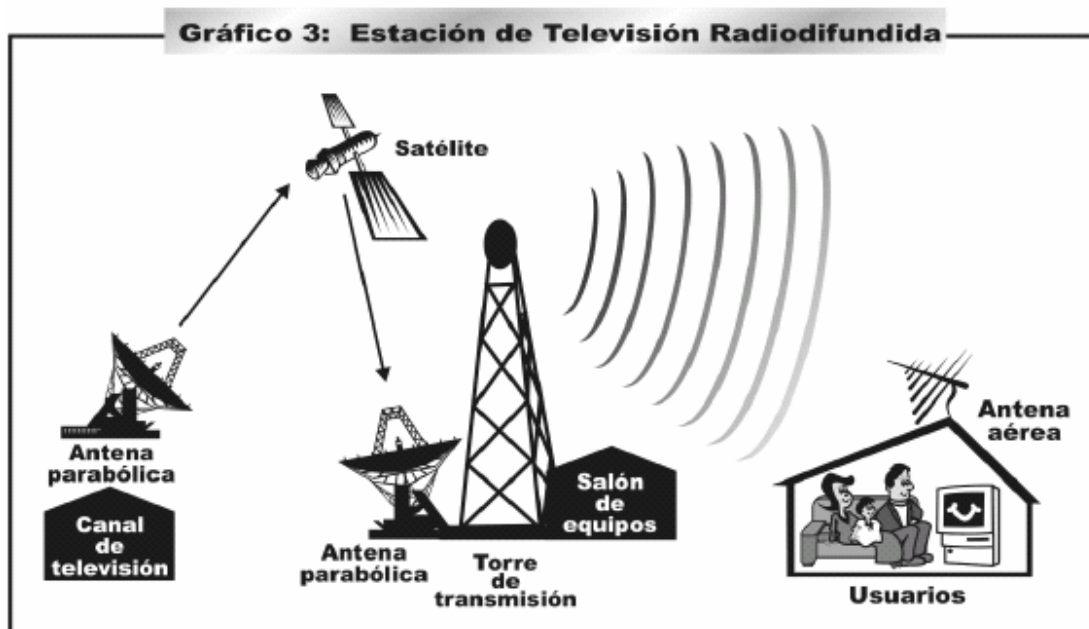 Gráfico 3: Estación de Televisión Radiodifundida
Satélite
Antena
parabólica
Canal
de
televisión
Antena
parabólica
Torre
de
transmisión
Salón
de
equipos
Antena
aérea
Usuarios